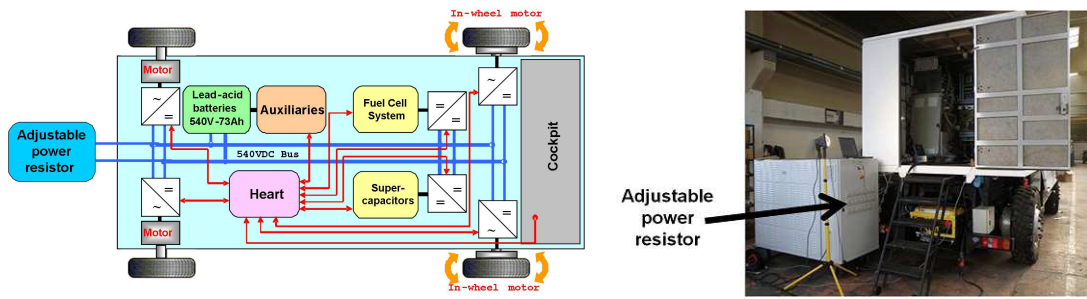 In-wheel motor
Motor
~
=
Lead-acid
batteries
540V-73Ah
Auxiliaries
Fuel Cell
System
=
=
~
=
Adjustable
power
resistor
540VDC Bus
Cockpit
Heart
Super-
capacitors
=
=
~
=
~
=
Motor
In-wheel motor
Adjustable
power
resistor